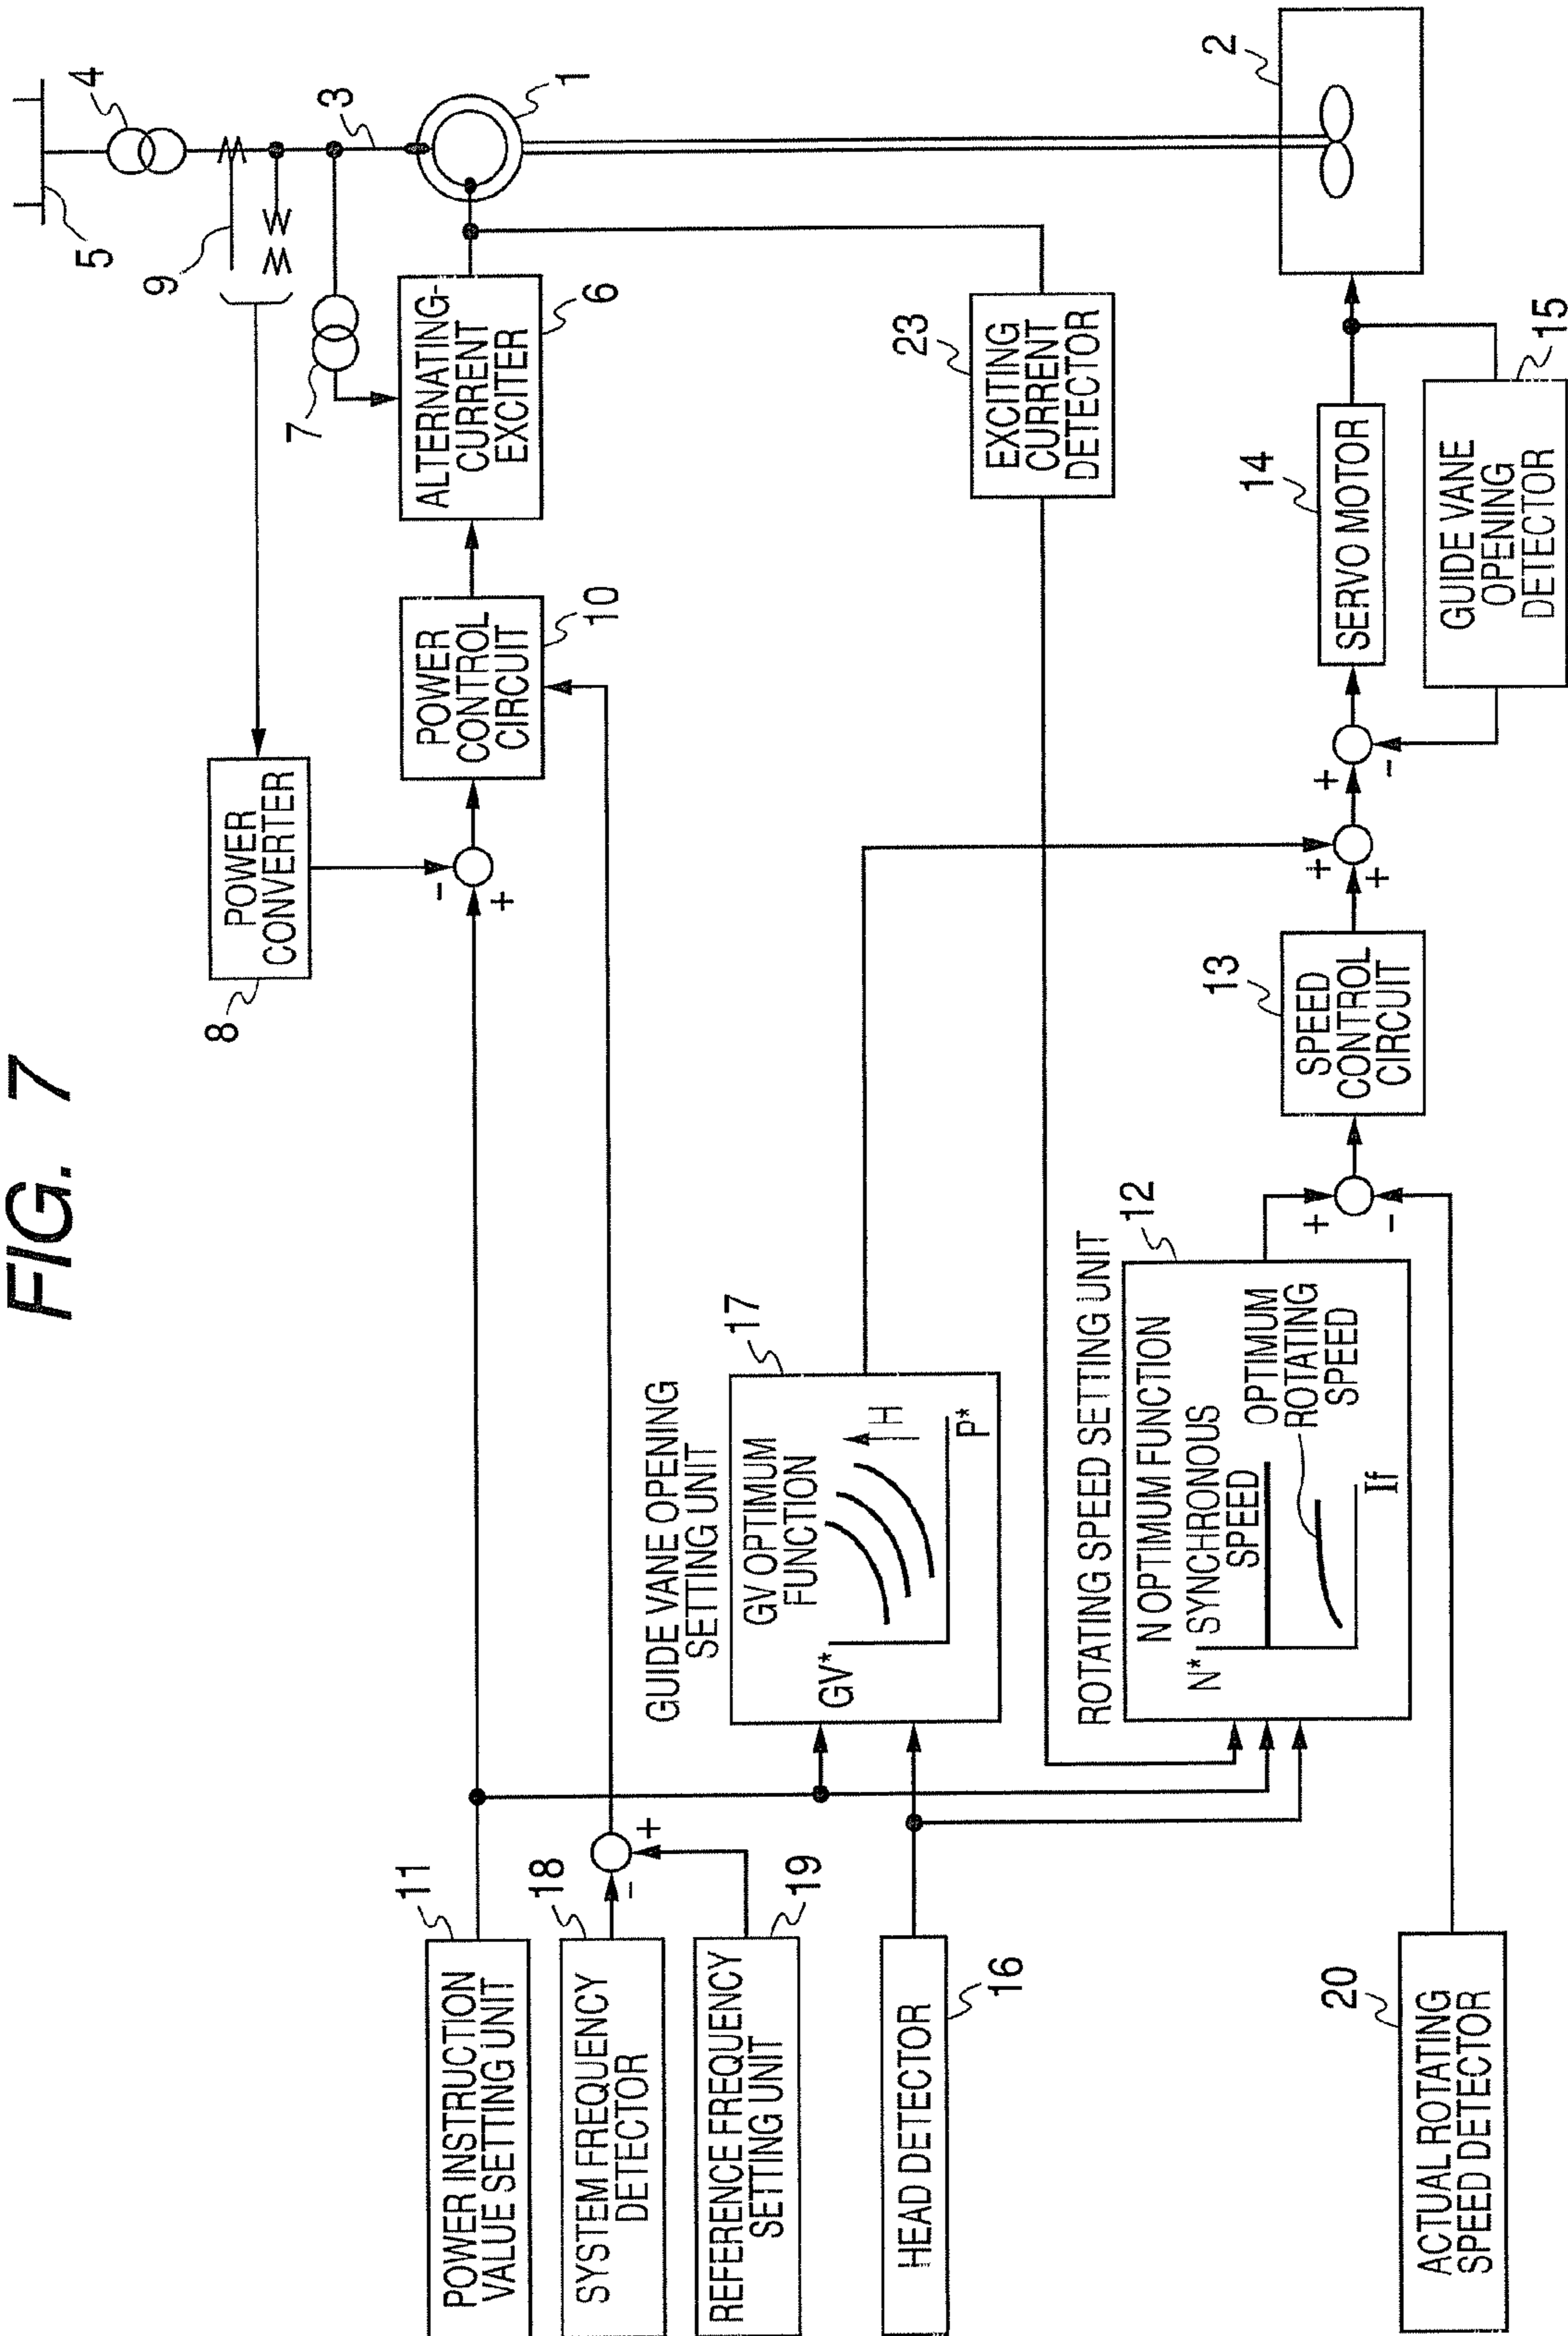 FIG. 7
5
4
9
3
1
7
ALTERNATING-
CURRENT
EXCITER
6
POWER
CONTROL
CIRCUIT
10
POWER
CONVERTER
8
-
+
11
POWER INSTRUCTION
VALUE SETTING UNIT
18
SYSTEM FREQUENCY
DETECTOR
-
+
REFERENCE FREQUENCY
SETTING UNIT
19
GUIDE VANE OPENING
SETTING UNIT
17
GV OPTIMUM
FUNCTION
GV*
H
P*
HEAD DETECTOR
16
23
EXCITING
CURRENT
DETECTOR
2
ROTATING SPEED SETTING UNIT
12
N OPTIMUM FUNCTION
N*
SYNCHRONOUS
SPEED
OPTIMUM
ROTATING
SPEED
If
+
-
13
SPEED
CONTROL
CIRCUIT
+
+
+
-
14
SERVO MOTOR
GUIDE VANE
OPENING
DETECTOR
15
20
ACTUAL ROTATING
SPEED DETECTOR